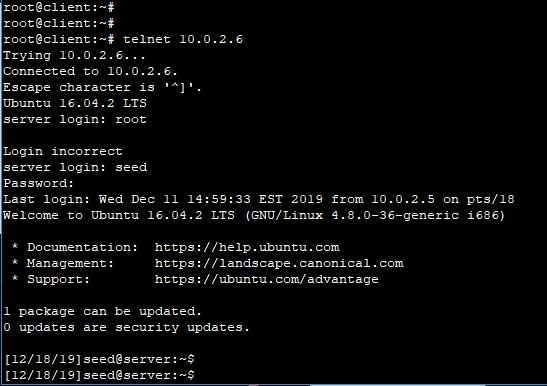 root@client:~#
root@client:~#
root@client:~# telnet 10.0.2.6
Trying 10.0.2.6...
Connected to 10.0.2.6.
Escape character is '^]'.
Ubuntu 16.04.2 LTS
server login: root
Login incorrect
server login: seed
Password:
Last login: Wed Dec 11 14:59:33 EST 2019 from 10.0.2.5 on pts/18
Welcome to Ubuntu 16.04.2 LTS (GNU/Linux 4.8.0-36-generic i686)
* Documentation:  https://help.ubuntu.com
* Management:     https://landscape.canonical.com
* Support:        https://ubuntu.com/advantage
1 package can be updated.
0 updates are security updates.
[12/18/19]seed@server:~$
[12/18/19]seed@server:~$